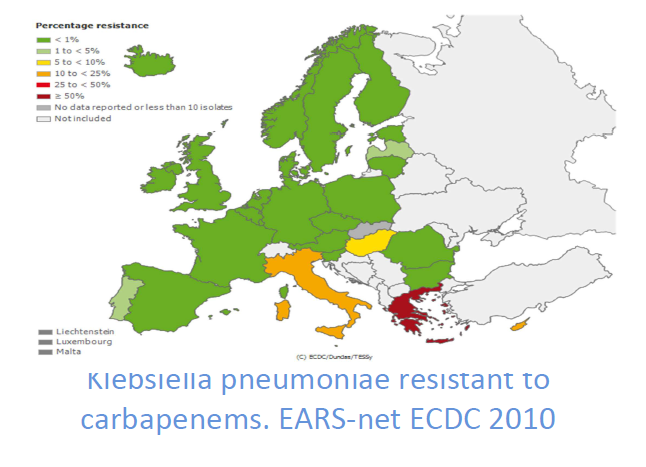 Percentage resistance
< 1%
1 to < 5%
5 to < 10%
10 to < 25%
25 to < 50%
≥ 50%
No data reported or less than 10 isolates
Not included
Liechtenstein
Luxembourg
Malta
(C) ECDC/Dundas/TESSy
Klebsiella pneumoniae resistant to
carbapenems. EARS-net ECDC 2010